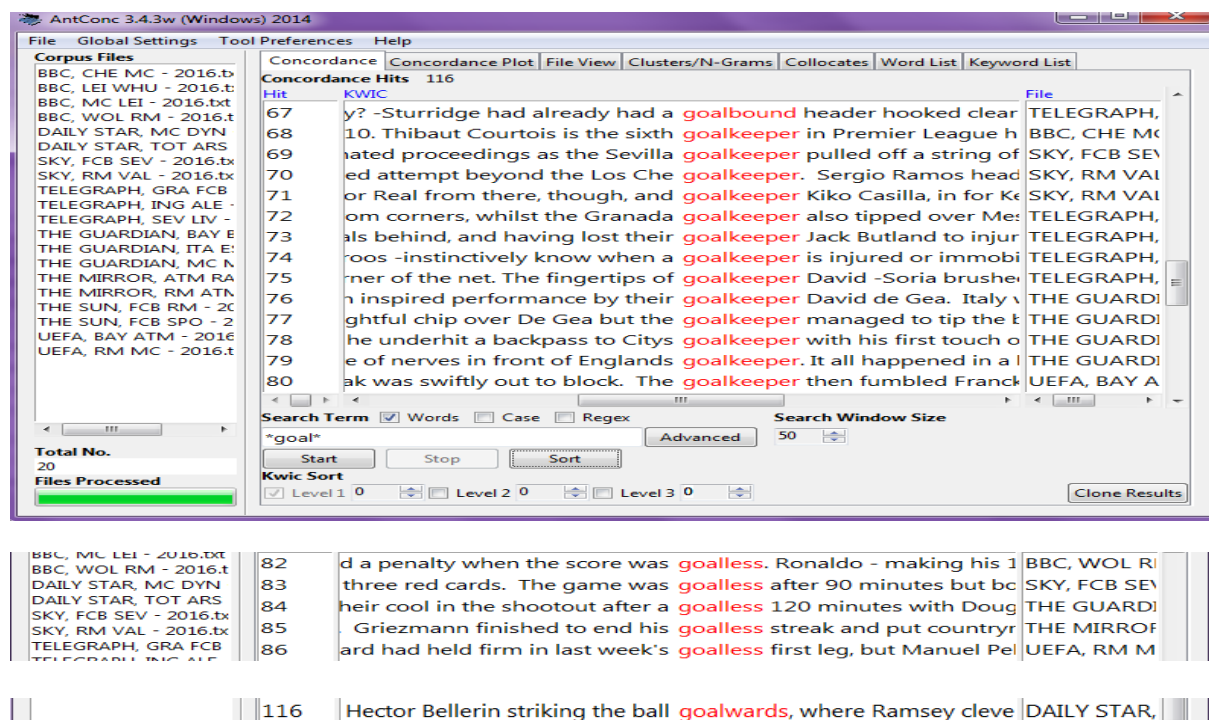 AntConc 3.4.3w (Windows) 2014
File Global Settings Tool Preferences Help
Corpus Files
BBC, CHE MC - 2016.tx
BBC, LEI WHU - 2016.t
BBC, MC LEI - 2016.txt
BBC, WOL RM - 2016.t
DAILY STAR, MC DYN
DAILY STAR, TOT ARS
SKY, FCB SEV - 2016.tx
SKY, RM VAL - 2016.tx
TELEGRAPH, GRA FCB
TELEGRAPH, ING ALE -
TELEGRAPH, SEV LIV -
THE GUARDIAN, BAY E
THE GUARDIAN, ITA E
THE GUARDIAN, MC N
THE MIRROR, ATM RA
THE MIRROR, RM ATN
THE SUN, FCB RM - 20
THE SUN, FCB SPO - 2
UEFA, BAY ATM - 2016
UEFA, RM MC - 2016.t
Total No.
20
Files Processed
Concordance Concordance Plot File View Clusters/N-Grams Collocates Word List Keyword List
Concordance Hits 116
Hit KWIC File
67 y? -Sturridge had already had a goalbound header hooked clear TELEGRAPH,
68 10. Thibaut Courtois is the sixth goalkeeper in Premier League h BBC, CHE M
69 nated proceedings as the Sevilla goalkeeper pulled off a string of SKY, FCB SEV
70 ed attempt beyond the Los Che goalkeeper. Sergio Ramos head SKY, RM VAL
71 or Real from there, though, and goalkeeper Kiko Casilla, in for Ke SKY, RM VAL
72 om corners, whilst the Granada goalkeeper also tipped over Mes TELEGRAPH,
73 als behind, and having lost their goalkeeper Jack Butland to injur TELEGRAPH,
74 roos -instinctively know when a goalkeeper is injured or immobi TELEGRAPH,
75 rner of the net. The fingertips of goalkeeper David -Soria brushe TELEGRAPH,
76 n inspired performance by their goalkeeper David de Gea. Italy THE GUARDI
77 ghtful chip over De Gea but the goalkeeper managed to tip the b THE GUARDI
78 he underhit a backpass to Citys goalkeeper with his first touch o THE GUARDI
79 e of nerves in front of Englands goalkeeper. It all happened in a THE GUARDI
80 ak was swiftly out to block. The goalkeeper then fumbled Franck UEFA, BAY A
Search Term Words Case Regex Search Window Size
*goal* Advanced 50
Start Stop Sort
Kwic Sort
Level 1 0 Level 2 0 Level 3 0 Clone Results
BBC, MC LEI - 2016.txt
BBC, WOL RM - 2016.t
DAILY STAR, MC DYN
DAILY STAR, TOT ARS
SKY, FCB SEV - 2016.tx
SKY, RM VAL - 2016.tx
TELEGRAPH, GRA FCB
TELEGRAPH, ING ALE
82 d a penalty when the score was goalless. Ronaldo - making his 1 BBC, WOL R
83 three red cards. The game was goalless after 90 minutes but bo SKY, FCB SEV
84 heir cool in the shootout after a goalless 120 minutes with Doug THE GUARDI
85 . Griezmann finished to end his goalless streak and put countryr THE MIRROR
86 ard had held firm in last week's goalless first leg, but Manuel Pel UEFA, RM M
116 Hector Bellerin striking the ball goalwards, where Ramsey cleve DAILY STAR,